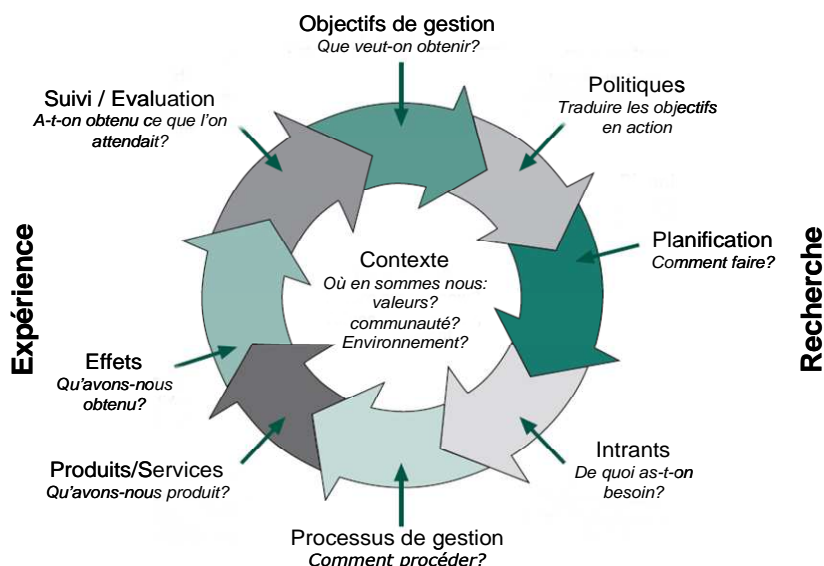 Objectifs de gestion
Que veut-on obtenir?
Politiques
Traduire les objectifs
en action
Planification
Comment faire?
Intrants
De quoi as-t-on
besoin?
Processus de gestion
Comment procéder?
Produits/Services
Qu'avons-nous produit?
Effets
Qu'avons-nous
obtenu?
Suivi / Evaluation
A-t-on obtenu ce que l'on
attendait?
Contexte
Où en sommes nous:
valeurs?
communauté?
Environnement?
Expérience
Recherche